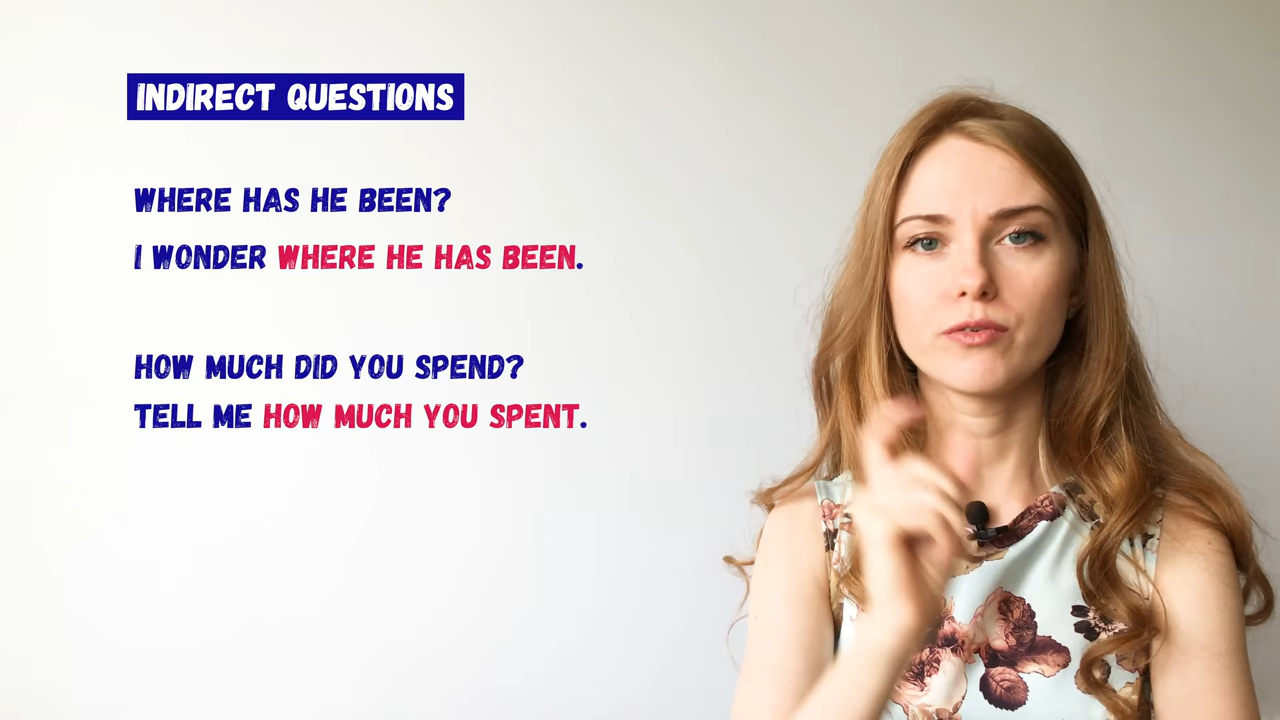 INDIRECT QUESTIONS
WHERE HAS HE BEEN?
I WONDER WHERE HE HAS BEEN.
HOW MUCH DID YOU SPEND?
TELL ME HOW MUCH YOU SPENT.